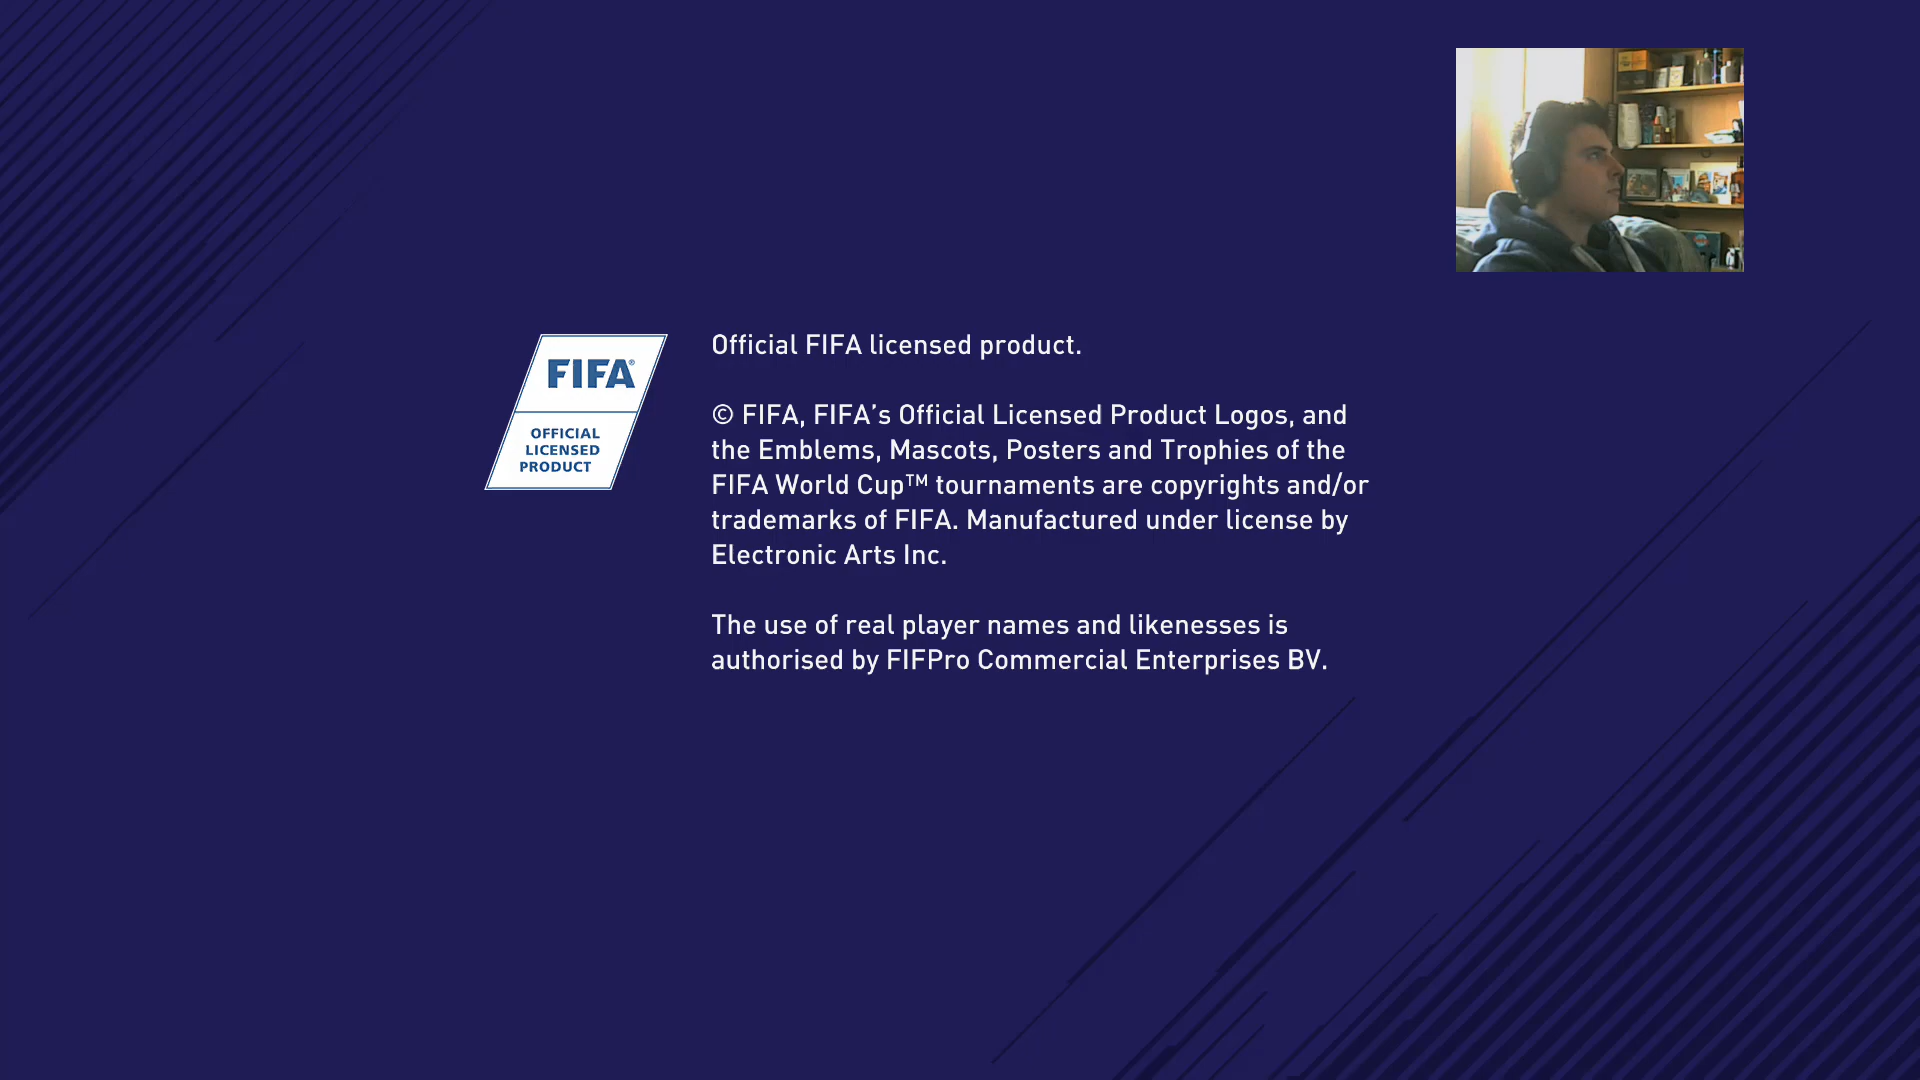 FIFA®
OFFICIAL
LICENSED
PRODUCT
Official FIFA licensed product.
© FIFA, FIFA’s Official Licensed Product Logos, and
the Emblems, Mascots, Posters and Trophies of the
FIFA World Cup™ tournaments are copyrights and/or
trademarks of FIFA. Manufactured under license by
Electronic Arts Inc.
The use of real player names and likenesses is
authorised by FIFPro Commercial Enterprises BV.